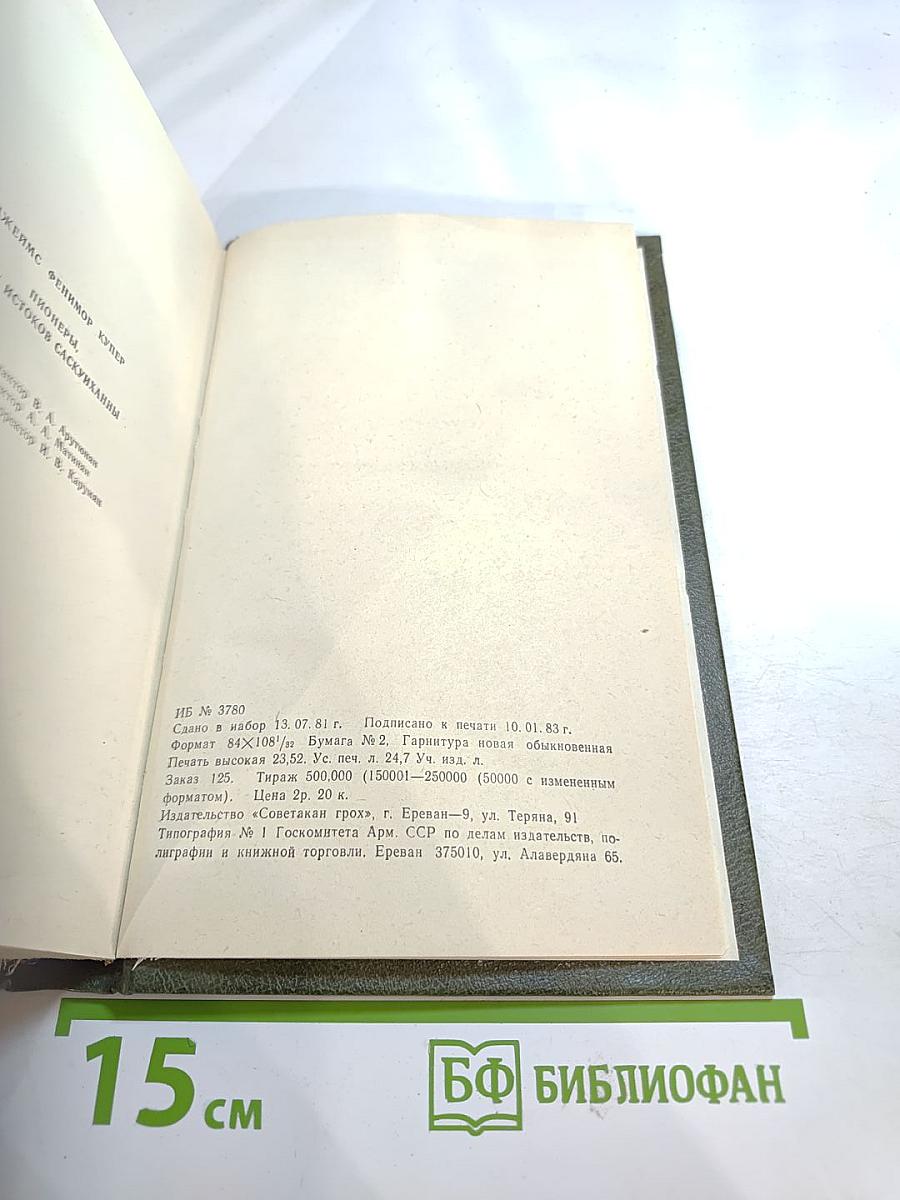 ДЖЕЙМС ФЕНИМОР КУПЕР
ПИОНЕРЫ,
ИСТОКОВ САСКУИХАННЫ
В. А. Арутюнян
А. А. Матинян
И. В. Карумян
ИБ № 3780
Сдано в набор 13. 07. 81 г. Подписано к печати 10. 01. 83 г.
Формат 84×108¹/₃₂ Бумага № 2, Гарнитура новая обыкновенная
Печать высокая 23,52. Ус. печ. л. 24,7 Уч. изд. л.
Заказ 125. Тираж 500,000 (150001—250000 (50000 с измененным
форматом). Цена 2р. 20 к.
Издательство «Советакан грох», г. Ереван—9, ул. Теряна, 91
Типография № 1 Госкомитета Арм. ССР по делам издательств, по-
лиграфии и книжной торговли. Ереван 375010, ул. Алавердяна 65.
15 см
БФ БИБЛИОФАН